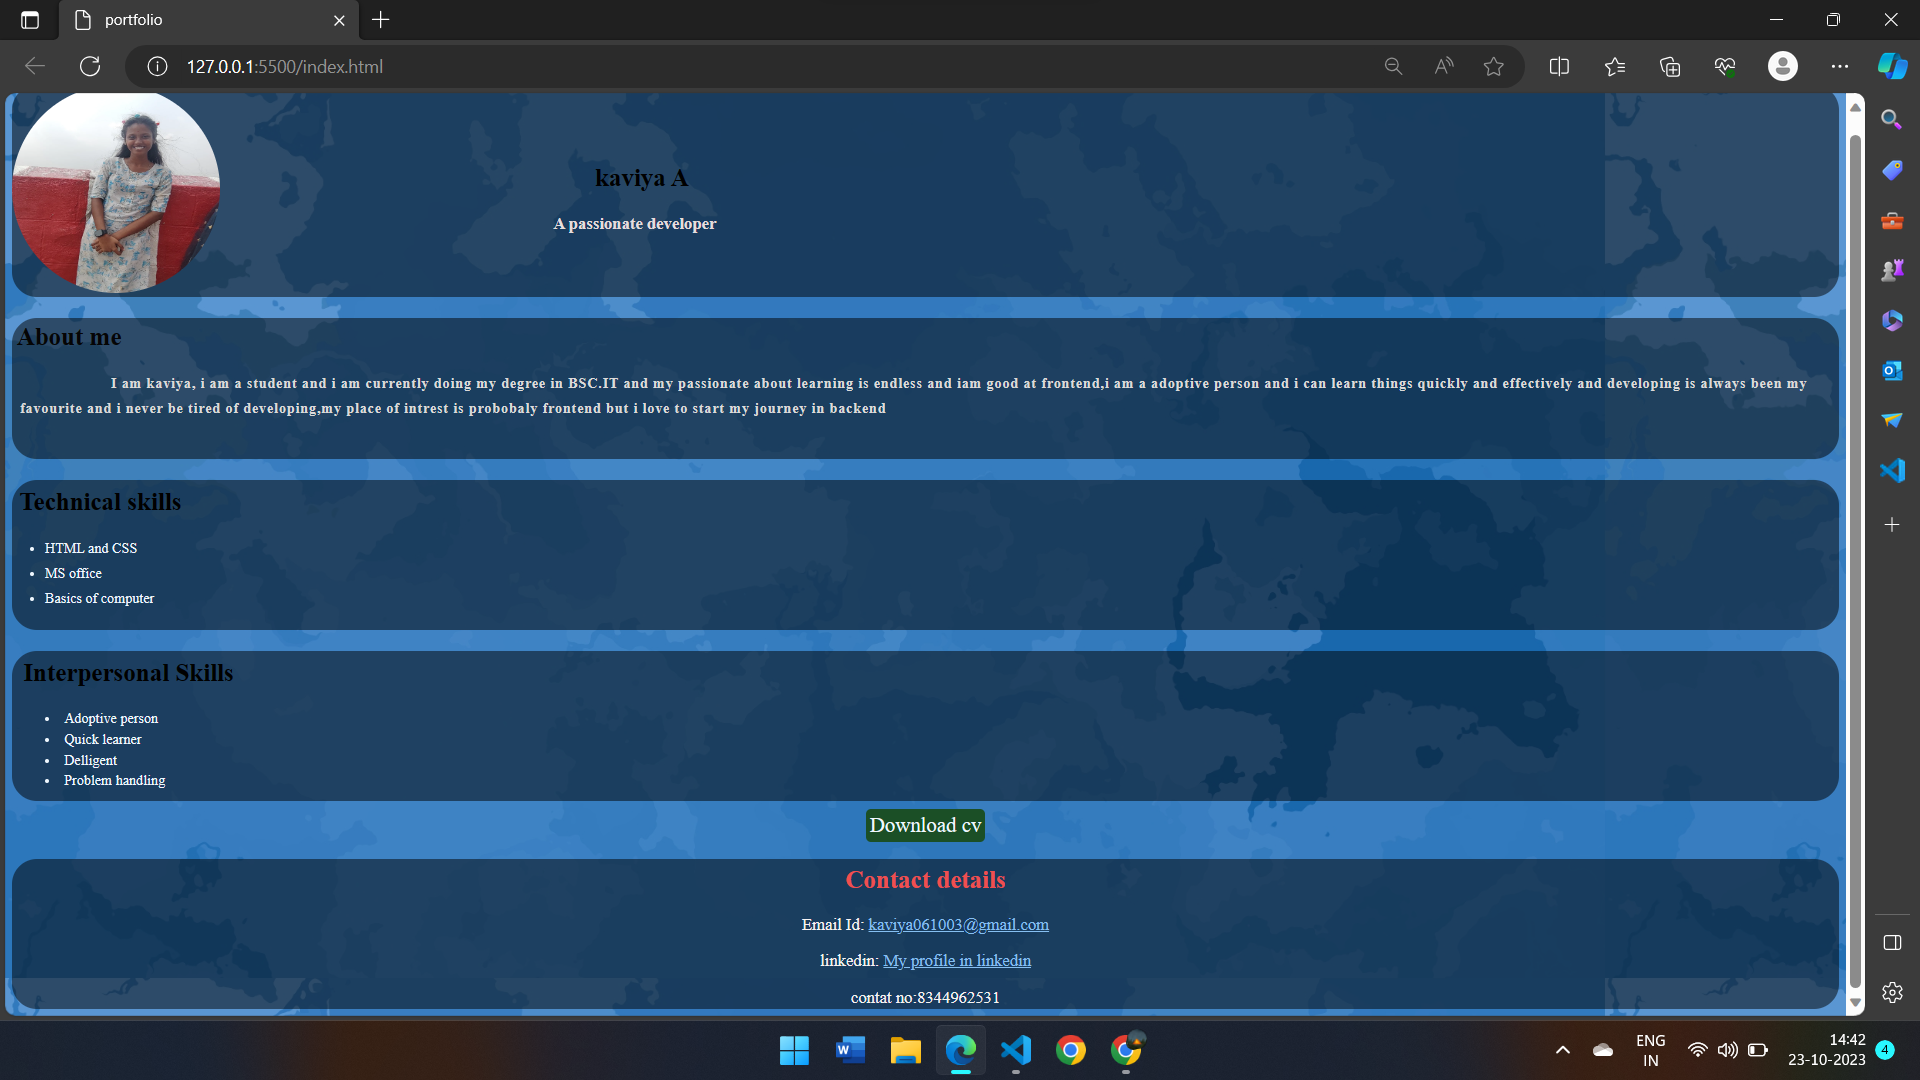 portfolio
127.0.0.1:5500/index.html
kaviya A
A passionate developer
About me
I am kaviya, i am a student and i am currently doing my degree in BSC.IT and my passionate about learning is endless and iam good at frontend,i am a adoptive person and i can learn things quickly and effectively and developing is always been my
favourite and i never be tired of developing,my place of intrest is probobaly frontend but i love to start my journey in backend
Technical skills
• HTML and CSS
• MS office
• Basics of computer
Interpersonal Skills
• Adoptive person
• Quick learner
• Delligent
• Problem handling
Download cv
Contact details
Email Id: kaviya061003@gmail.com
linkedin: My profile in linkedin
contat no:8344962531
ENG
IN
14:42
23-10-2023
4